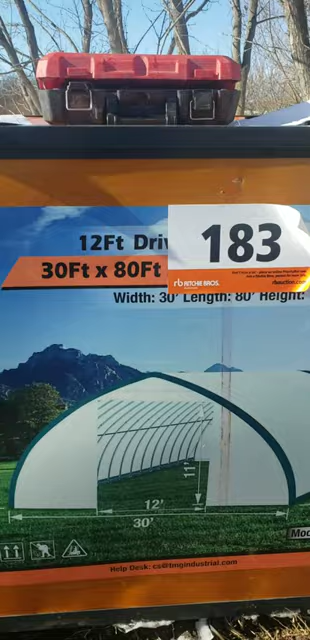 12Ft Driv
183
30Ft x 80Ft
rb RITCHIE BROS.
rbauction.com
Width: 30' Length: 80' Height:
11'
12'
30'
Mod
Help Desk: cs@tmgindustrial.com